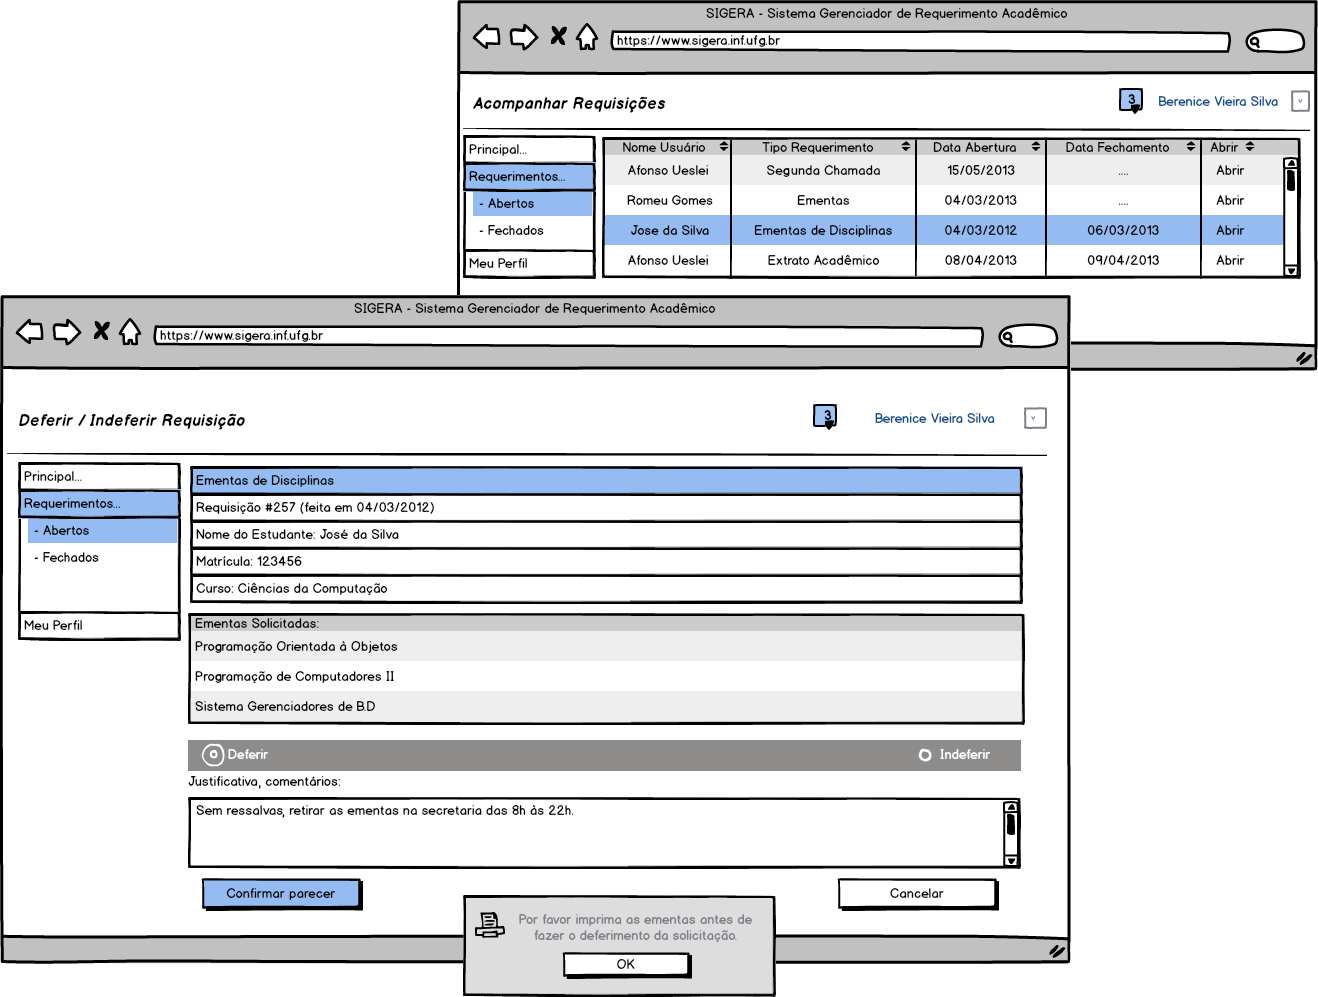 SIGERA - Sistema Gerenciador de Requerimento Acadêmico
https://www.sigera.inf.ufg.br
Acompanhar Requisições
3
Berenice Vieira Silva
Principal...
Requerimentos...
- Abertos
- Fechados
Meu Perfil
Nome Usuário Tipo Requerimento Data Abertura Data Fechamento Abrir
Afonso Ueslei Segunda Chamada 15/05/2013 .... Abrir
Romeu Gomes Ementas 04/03/2013 .... Abrir
Jose da Silva Ementas de Disciplinas 04/03/2012 06/03/2013 Abrir
Afonso Ueslei Extrato Acadêmico 08/04/2013 09/04/2013 Abrir
SIGERA - Sistema Gerenciador de Requerimento Acadêmico
https://www.sigera.inf.ufg.br
Deferir / Indeferir Requisição
3
Berenice Vieira Silva
Principal...
Requerimentos...
- Abertos
- Fechados
Meu Perfil
Ementas de Disciplinas
Requisição #257 (feita em 04/03/2012)
Nome do Estudante: José da Silva
Matrícula: 123456
Curso: Ciências da Computação
Ementas Solicitadas:
Programação Orientada à Objetos
Programação de Computadores II
Sistema Gerenciadores de B.D
Deferir
Indeferir
Justificativa, comentários:
Sem ressalvas, retirar as ementas na secretaria das 8h às 22h.
Confirmar parecer
Cancelar
Por favor imprima as ementas antes de
fazer o deferimento da solicitação.
OK